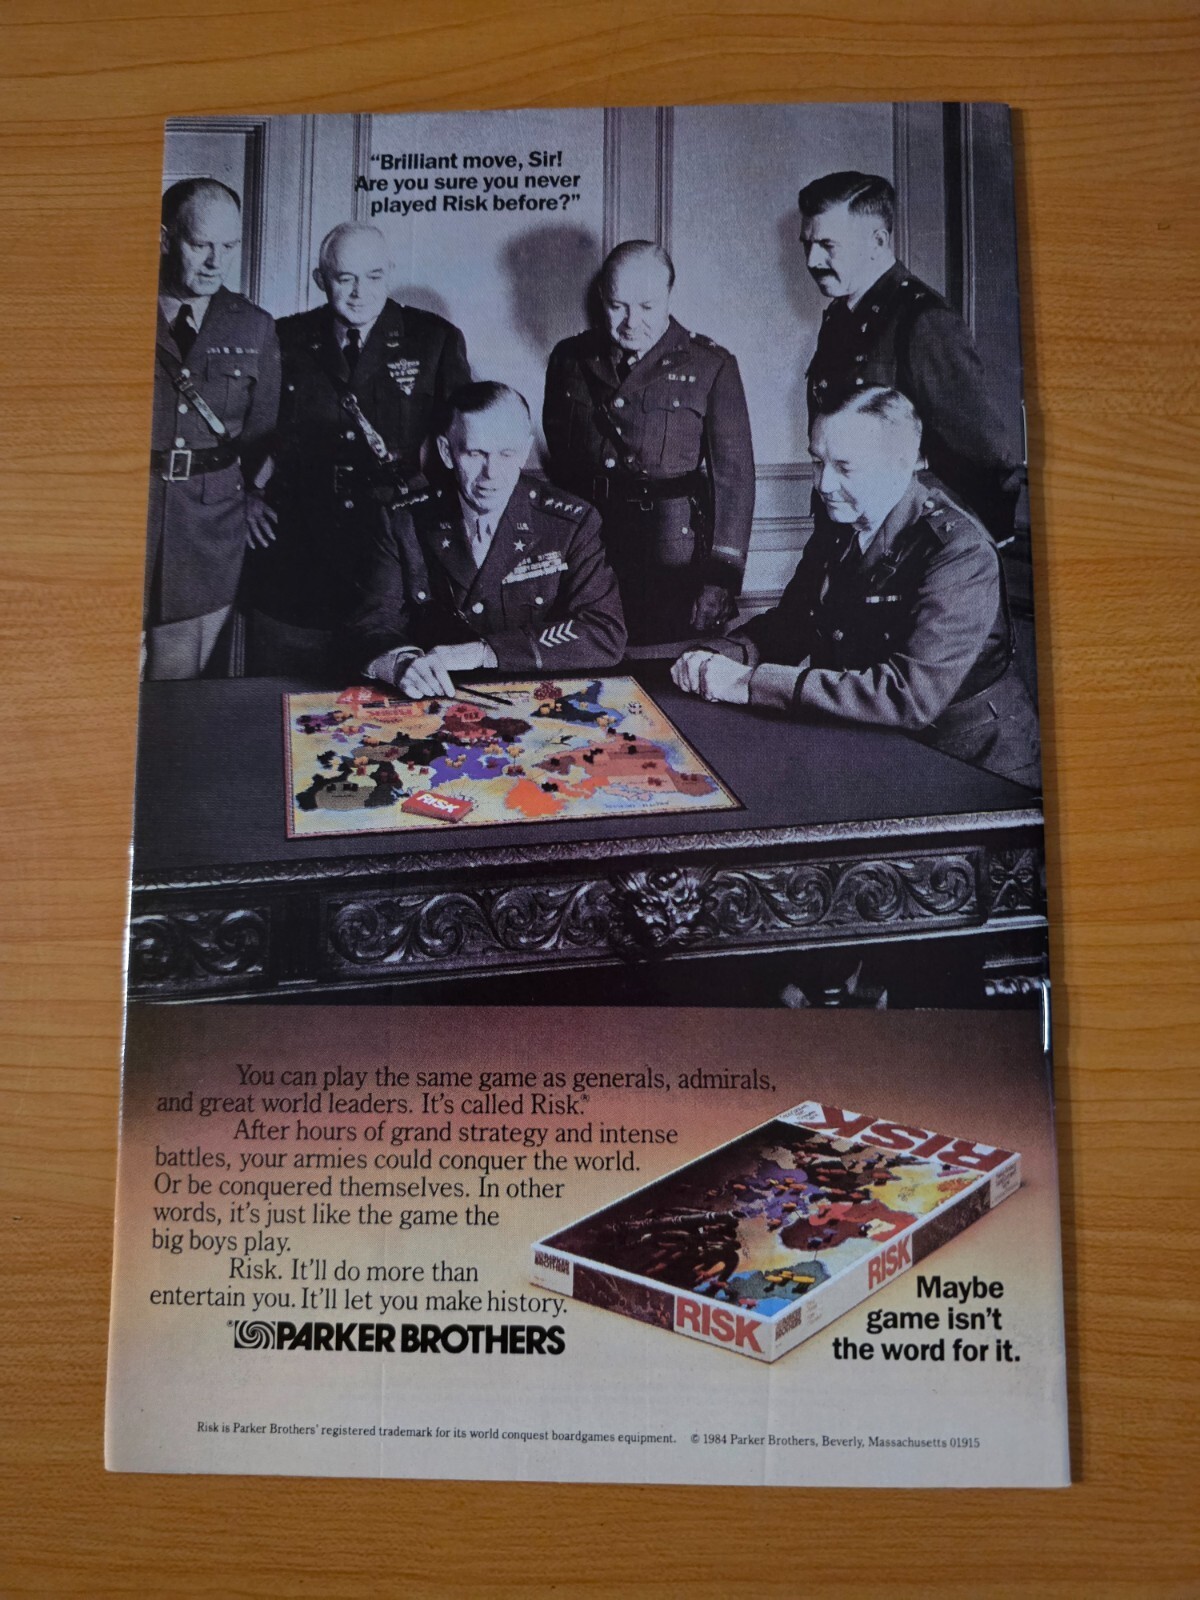 “Brilliant move, Sir!
Are you sure you never
played Risk before?”
RISK
You can play the same game as generals, admirals,
and great world leaders. It's called Risk.®
After hours of grand strategy and intense
battles, your armies could conquer the world.
Or be conquered themselves. In other
words, it's just like the game the
big boys play.
Risk. It'll do more than
entertain you. It'll let you make history.
® PARKER BROTHERS
RISK
PARKER BROTHERS
RISK
RISK
PARKER BROTHERS
Maybe
game isn't
the word for it.
Risk is Parker Brothers' registered trademark for its world conquest boardgames equipment. © 1984 Parker Brothers, Beverly, Massachusetts 01915